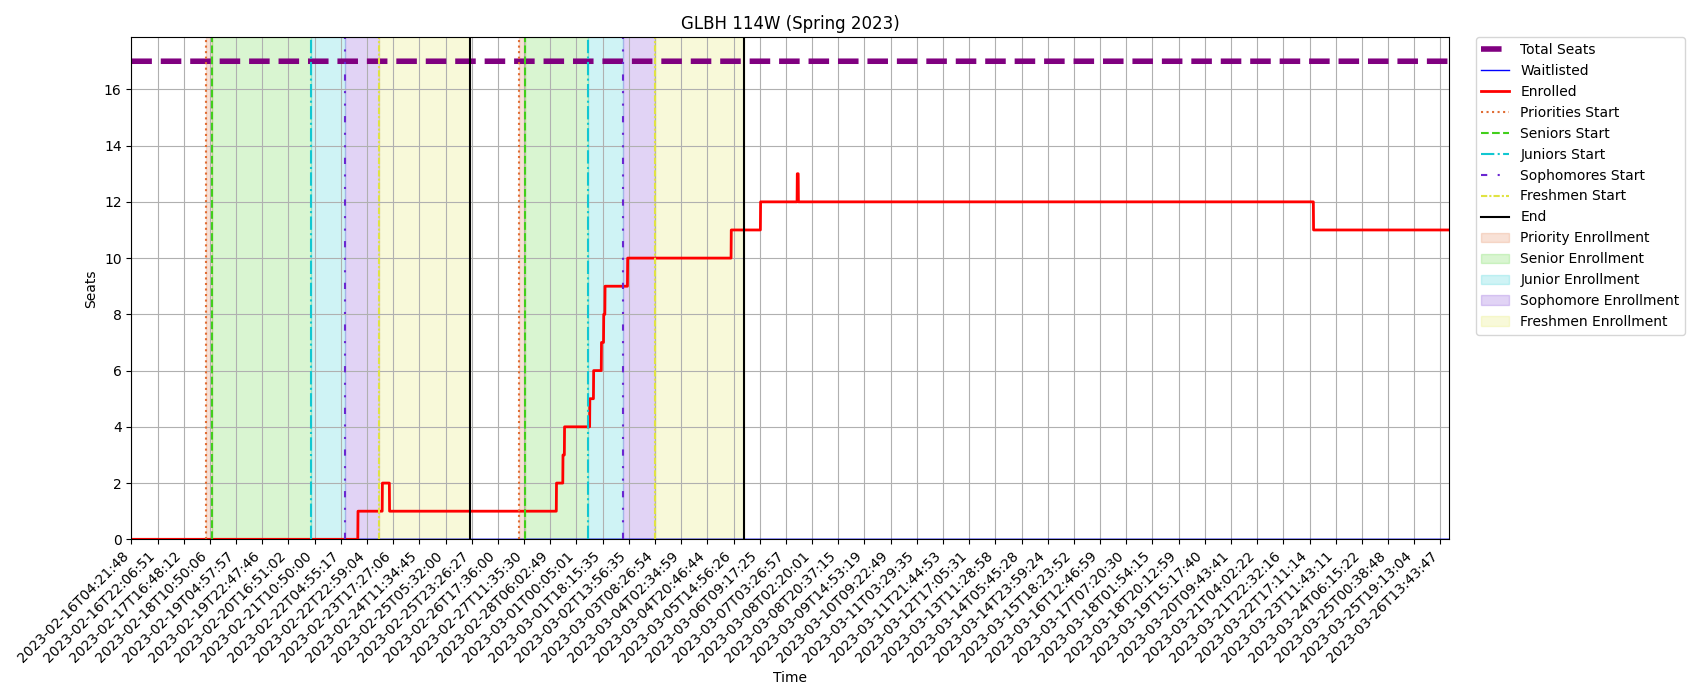 GLBH 114W (Spring 2023)
Seats
16
14
12
10
8
6
4
2
0
2023-02-16T04:21:48
2023-02-16T22:06:51
2023-02-17T16:48:12
2023-02-18T10:50:06
2023-02-19T04:57:57
2023-02-19T22:47:46
2023-02-20T16:51:02
2023-02-21T10:50:00
2023-02-22T04:55:17
2023-02-22T22:59:04
2023-02-23T17:27:06
2023-02-24T11:34:45
2023-02-25T05:32:00
2023-02-25T23:26:27
2023-02-26T17:36:00
2023-02-27T11:35:30
2023-02-28T06:02:49
2023-03-01T00:05:01
2023-03-01T18:15:35
2023-03-02T13:56:35
2023-03-03T08:26:54
2023-03-04T02:34:59
2023-03-04T20:46:44
2023-03-05T14:56:26
2023-03-06T09:17:25
2023-03-07T03:26:57
2023-03-08T02:20:01
2023-03-08T20:37:15
2023-03-09T14:53:19
2023-03-10T09:22:49
2023-03-11T03:29:35
2023-03-11T21:44:53
2023-03-12T17:05:31
2023-03-13T11:28:58
2023-03-14T05:45:28
2023-03-14T23:59:24
2023-03-15T18:23:52
2023-03-16T12:46:59
2023-03-17T07:20:30
2023-03-18T01:54:15
2023-03-18T20:12:59
2023-03-19T15:17:40
2023-03-20T09:43:41
2023-03-21T04:02:22
2023-03-21T22:32:16
2023-03-22T17:11:14
2023-03-23T11:43:11
2023-03-24T06:15:22
2023-03-25T00:38:48
2023-03-25T19:13:04
2023-03-26T13:43:47
Time
Total Seats
Waitlisted
Enrolled
Priorities Start
Seniors Start
Juniors Start
Sophomores Start
Freshmen Start
End
Priority Enrollment
Senior Enrollment
Junior Enrollment
Sophomore Enrollment
Freshmen Enrollment